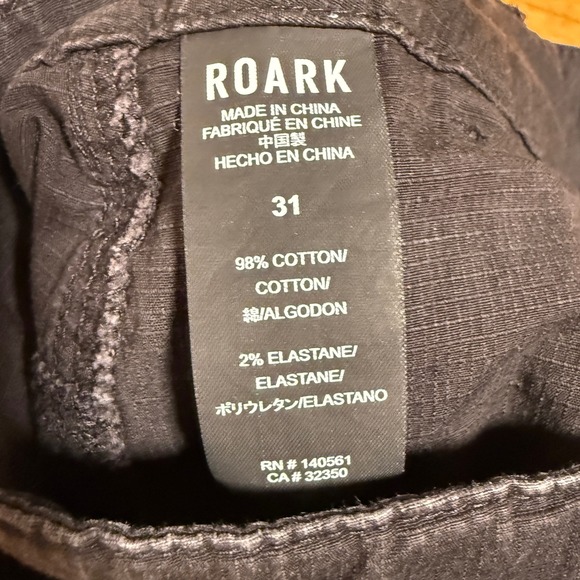 ROARK
MADE IN CHINA
FABRIQUÉ EN CHINE
中国製
HECHO EN CHINA
31
98% COTTON/
COTTON/
綿/ALGODON
2% ELASTANE/
ELASTANE/
ポリウレタン/ELASTANO
RN # 140561
CA # 32350